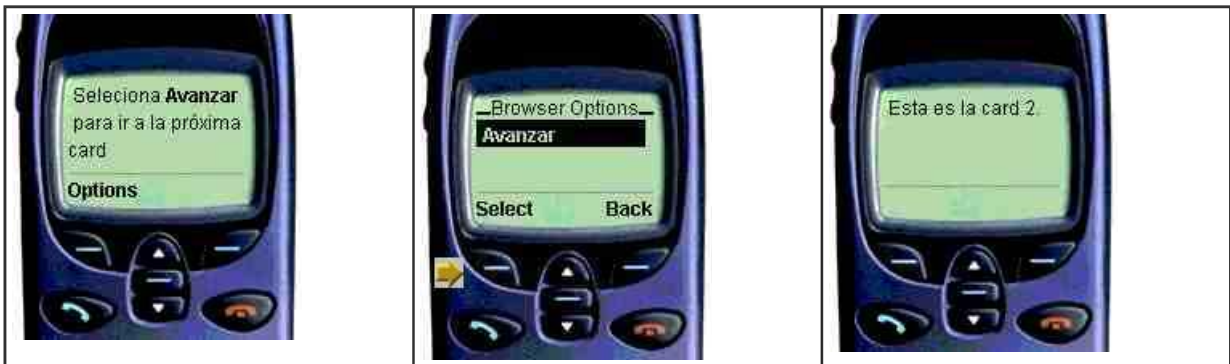 Seleciona Avanzar
para ir a la próxima
card
Options
Browser Options
Avanzar
Select Back
Esta es la card 2.